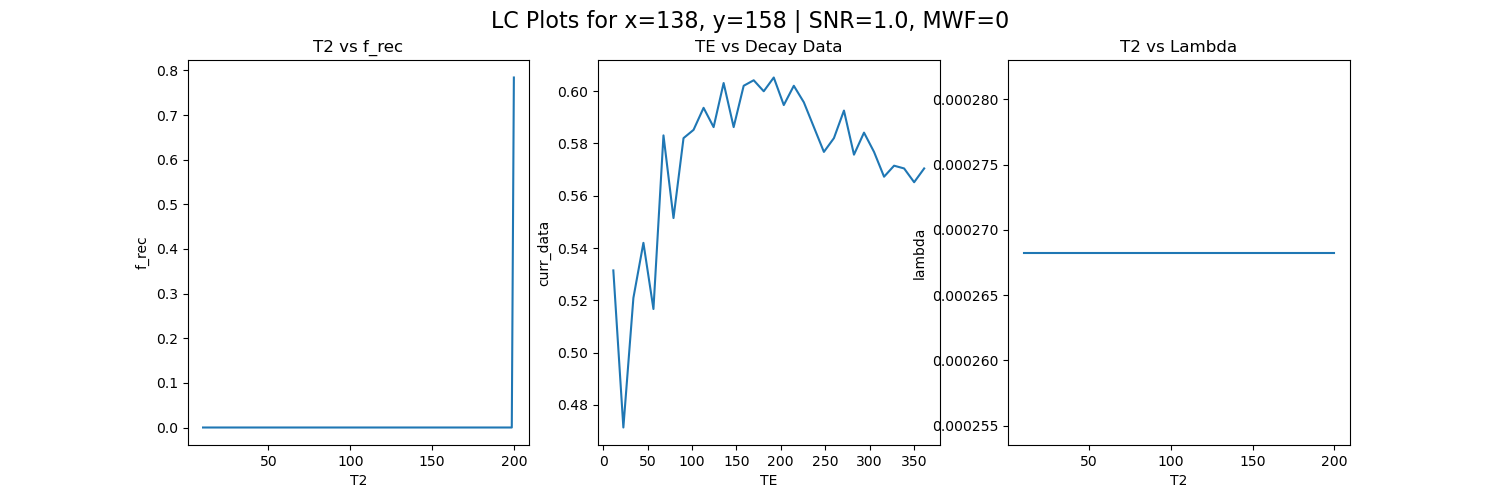 LC Plots for x=138, y=158 | SNR=1.0, MWF=0
T2 vs f_rec
0.8
0.7
0.6
0.5
0.4
0.3
0.2
0.1
0.0
f_rec
50 100 150 200
T2
TE vs Decay Data
0.60
0.58
0.56
0.54
0.52
0.50
0.48
curr_data
0 50 100 150 200 250 300 350
TE
T2 vs Lambda
0.000280
0.000275
0.000270
0.000265
0.000260
0.000255
lambda
50 100 150 200
T2